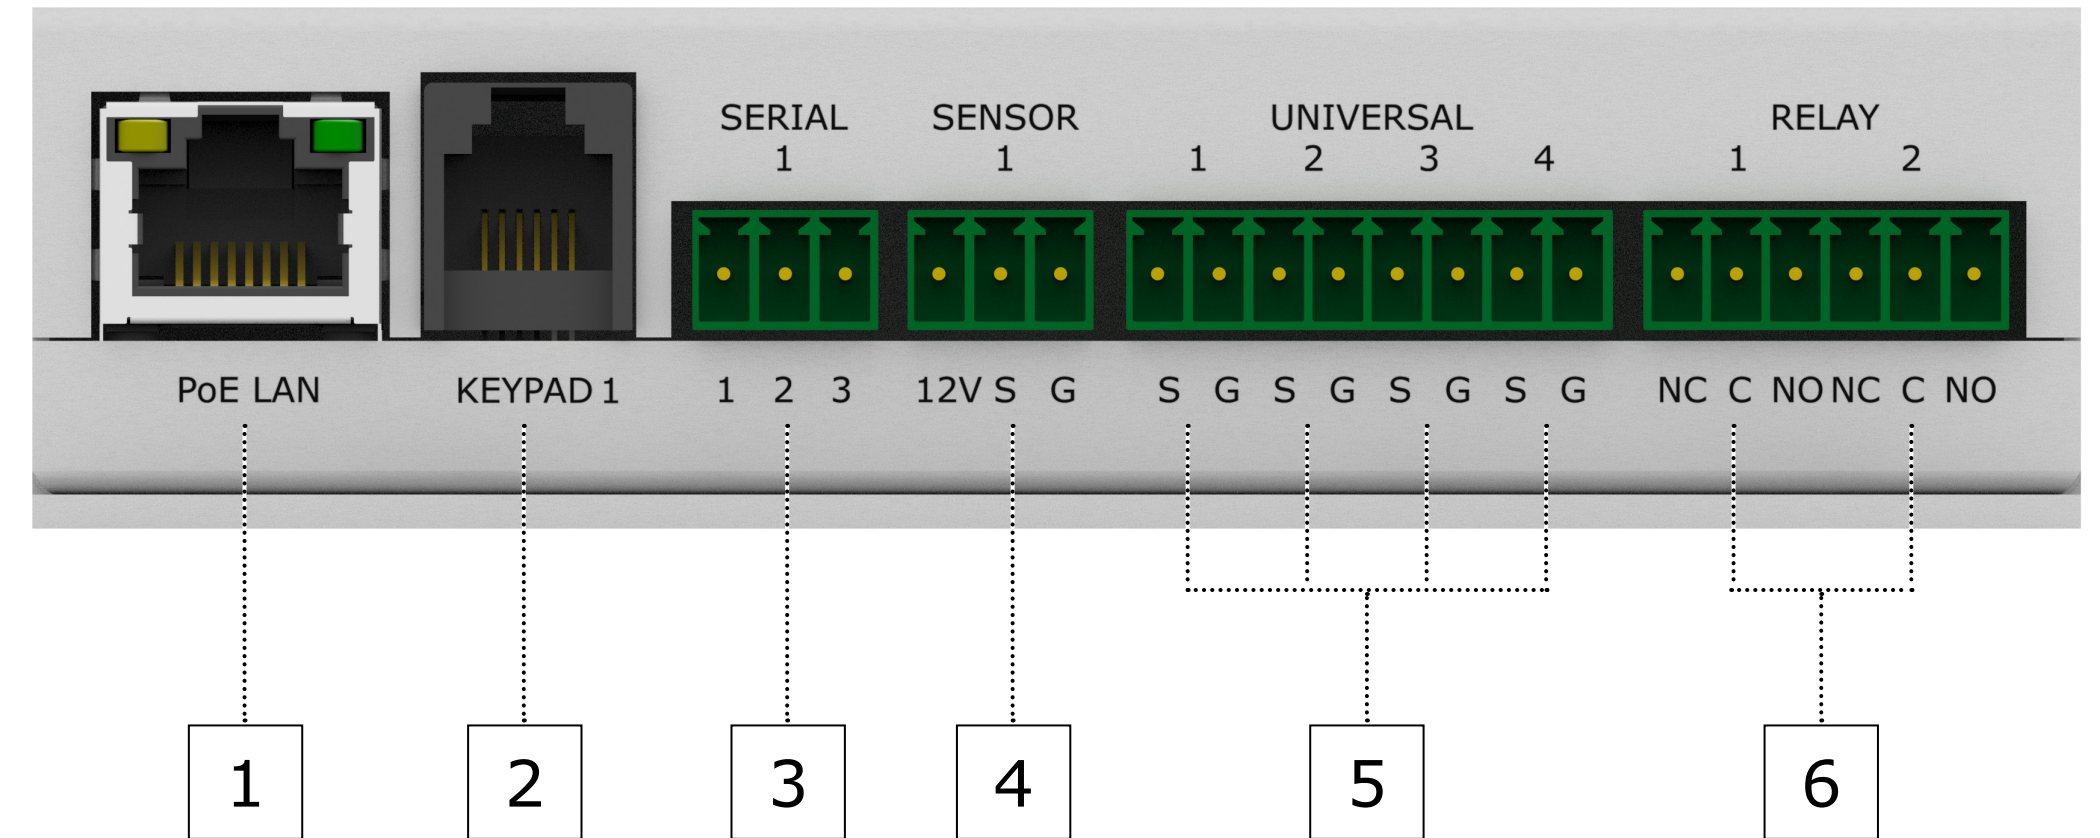 SERIAL SENSOR UNIVERSAL RELAY
1 1 1 2 3 4 1 2
PoE LAN KEYPAD 1 1 2 3 12V S G S G S G S G S G NC C NO NC C NO
1 2 3 4 5 6